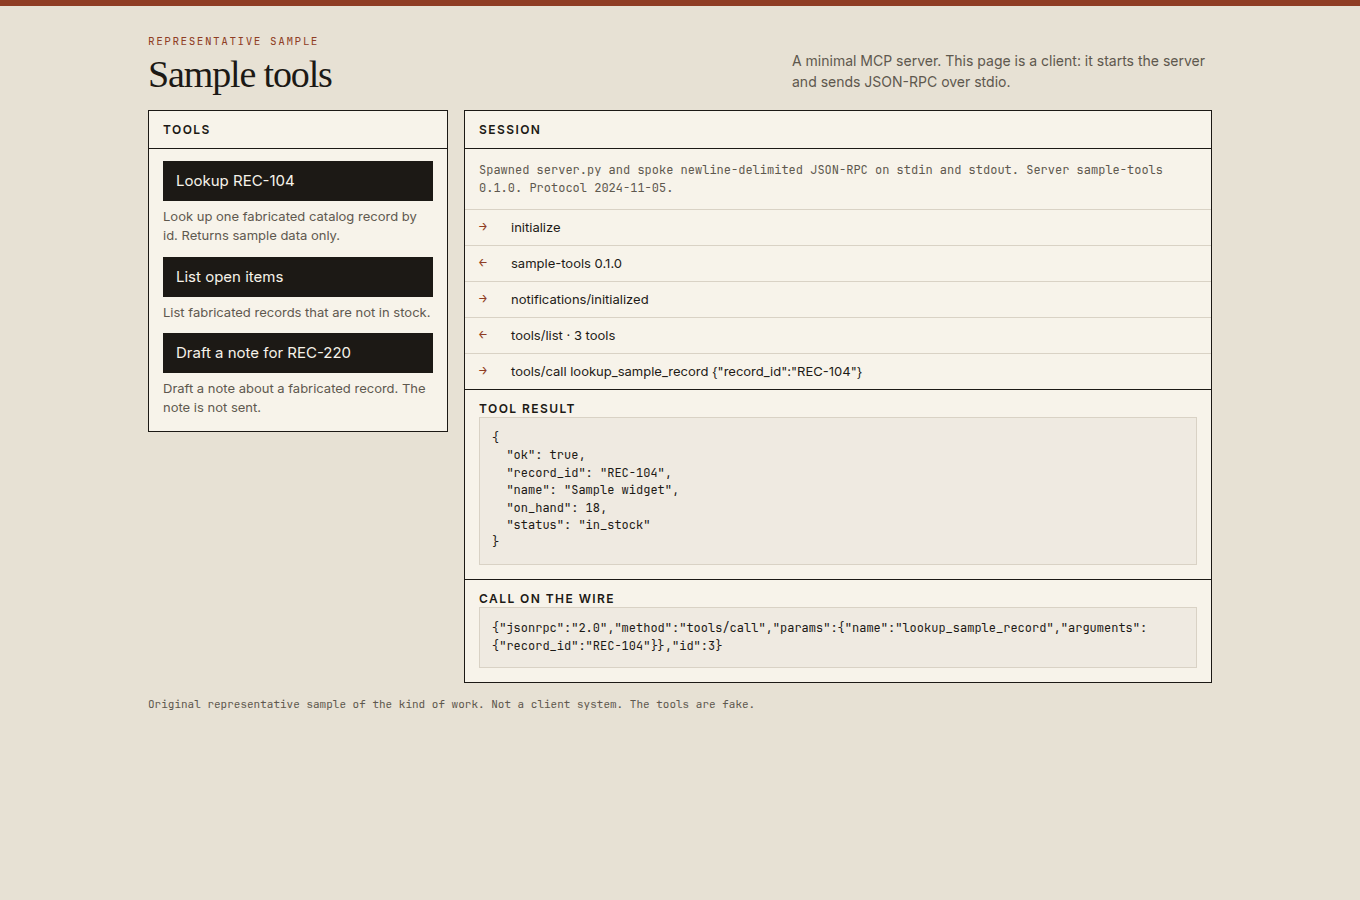 REPRESENTATIVE SAMPLE
Sample tools
A minimal MCP server. This page is a client: it starts the server
and sends JSON-RPC over stdio.
TOOLS
Lookup REC-104
Look up one fabricated catalog record by
id. Returns sample data only.
List open items
List fabricated records that are not in stock.
Draft a note for REC-220
Draft a note about a fabricated record. The
note is not sent.
SESSION
Spawned server.py and spoke newline-delimited JSON-RPC on stdin and stdout. Server sample-tools
0.1.0. Protocol 2024-11-05.
→ initialize
← sample-tools 0.1.0
→ notifications/initialized
← tools/list · 3 tools
→ tools/call lookup_sample_record {"record_id":"REC-104"}
TOOL RESULT
{
  "ok": true,
  "record_id": "REC-104",
  "name": "Sample widget",
  "on_hand": 18,
  "status": "in_stock"
}
CALL ON THE WIRE
{"jsonrpc":"2.0","method":"tools/call","params":{"name":"lookup_sample_record","arguments":
{"record_id":"REC-104"}},"id":3}
Original representative sample of the kind of work. Not a client system. The tools are fake.